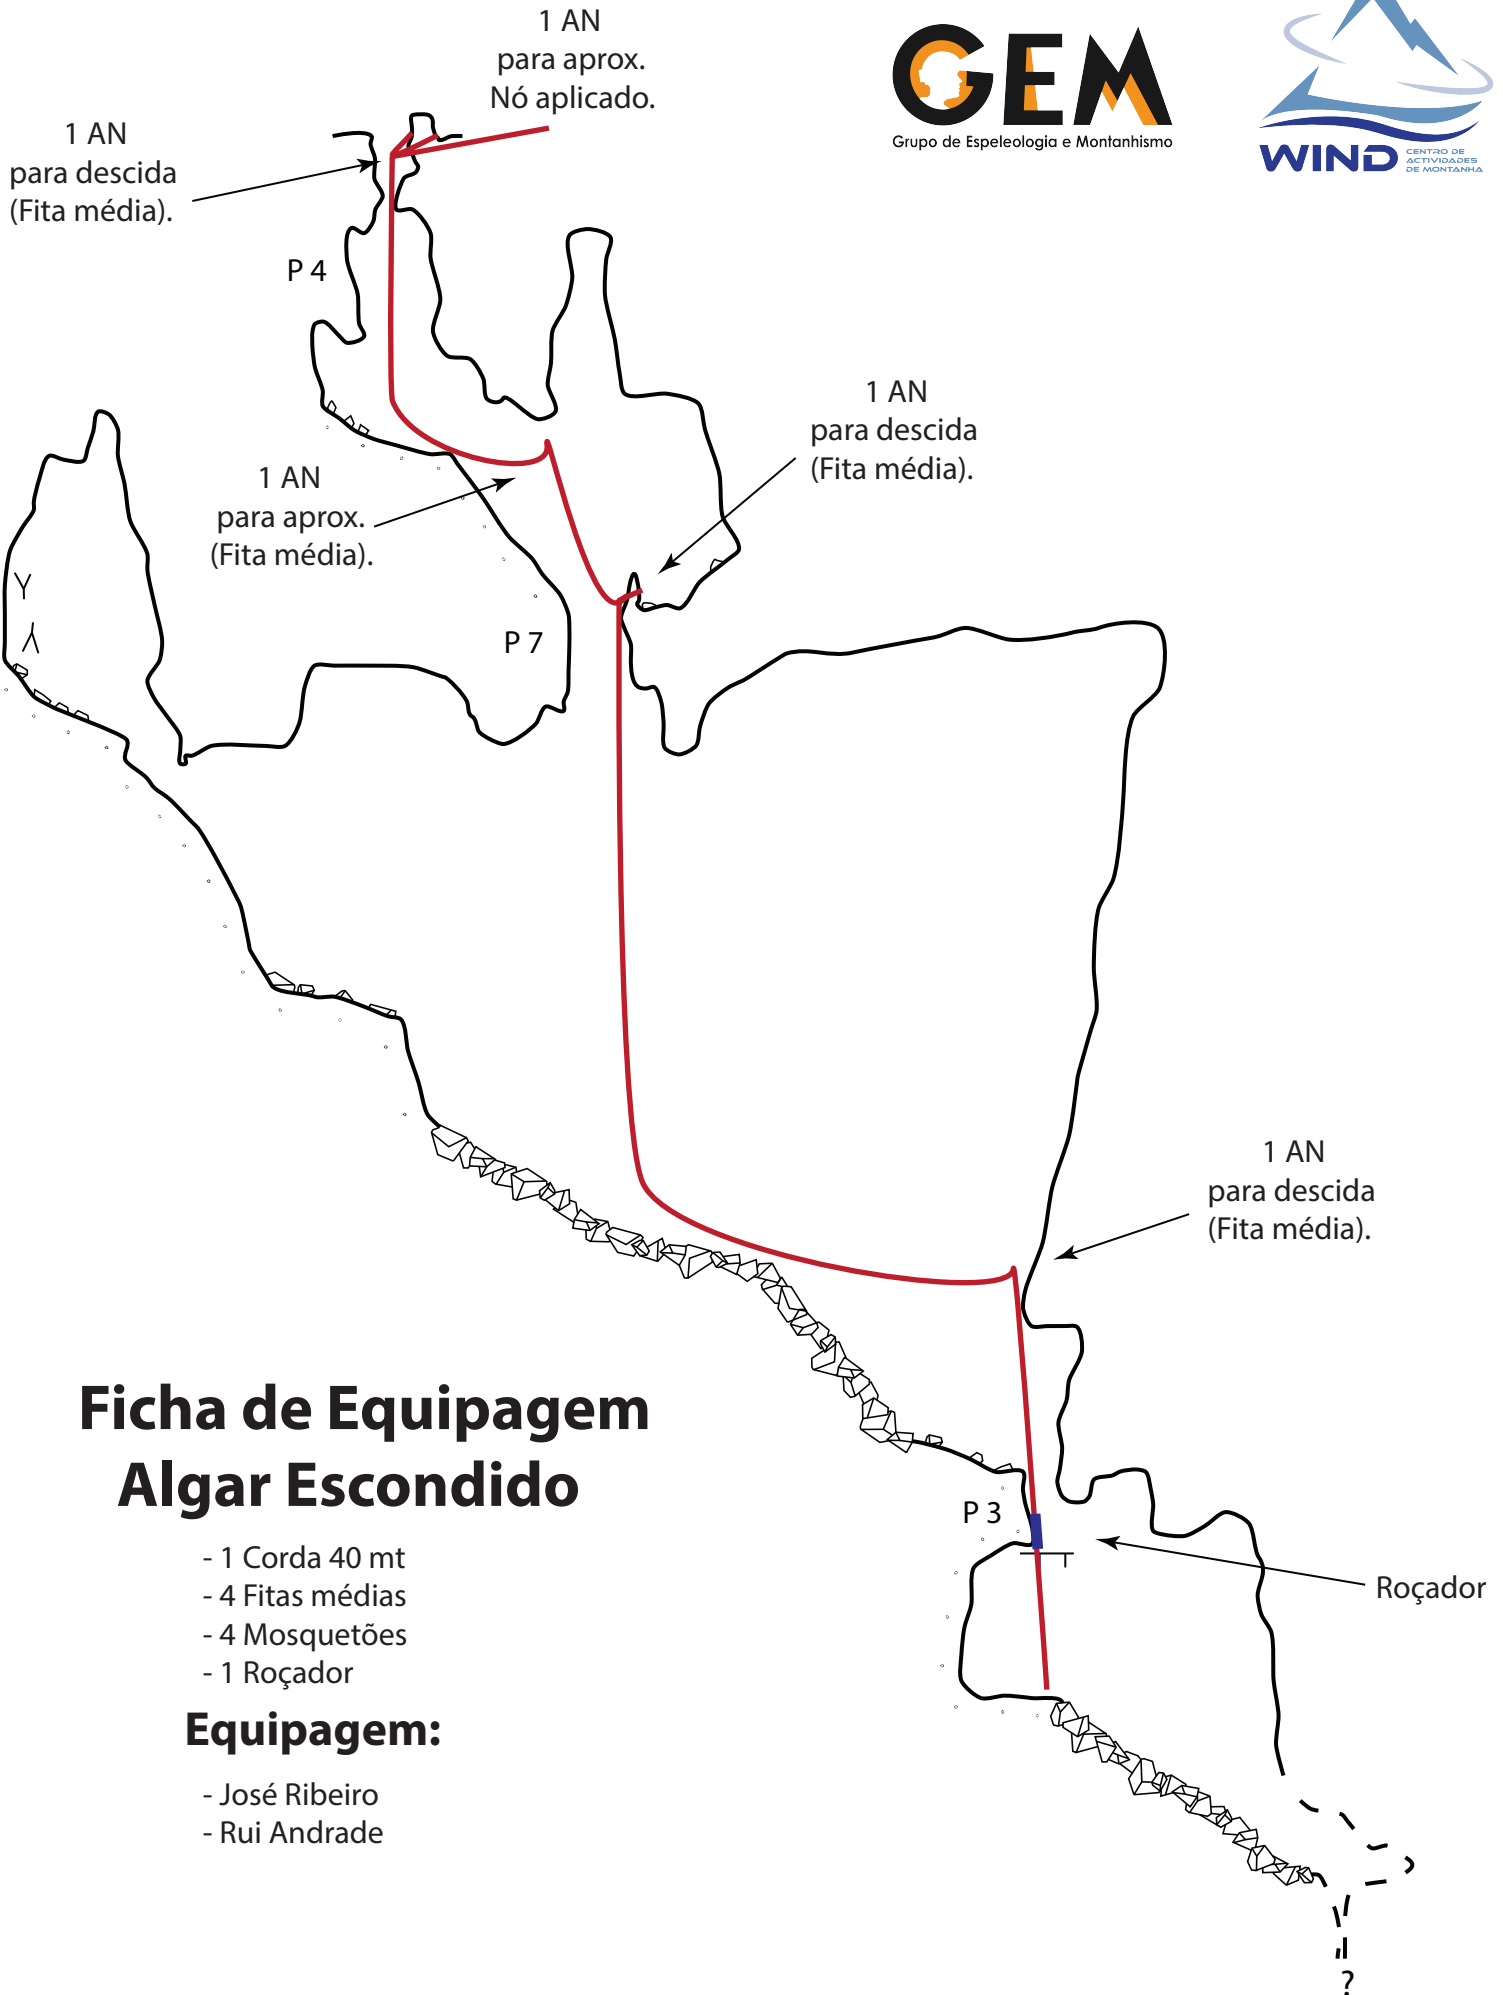 1 AN
para aprox.
Nó aplicado.
GEM
Grupo de Espeleologia e Montanhismo
WIND
CENTRO DE
ACTIVIDADES
DE MONTANHA
1 AN
para descida
(Fita média).
P 4
1 AN
para descida
(Fita média).
1 AN
para aprox.
(Fita média).
P 7
1 AN
para descida
(Fita média).
Ficha de Equipagem
Algar Escondido
- 1 Corda 40 mt
- 4 Fitas médias
- 4 Mosquetões
- 1 Roçador
P 3
Roçador
Equipagem:
- José Ribeiro
- Rui Andrade
?